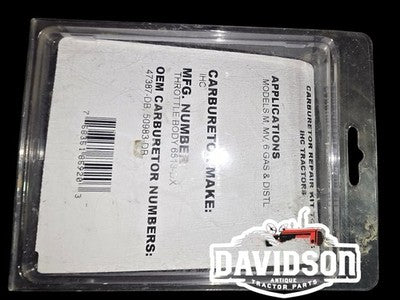 CARBURETOR REPAIR KIT
IHC TRACTORS
APPLICATIONS
MODELS M, MV, 6 GAS & DISTL
CARBURETOR MAKE:
IHC
MFG. NUMBER
THROTTLE BODY
OEM CARBURETOR NUMBERS:
47387-DB, 50983-DB
DAVIDSON
ANTIQUE
TRACTOR PARTS